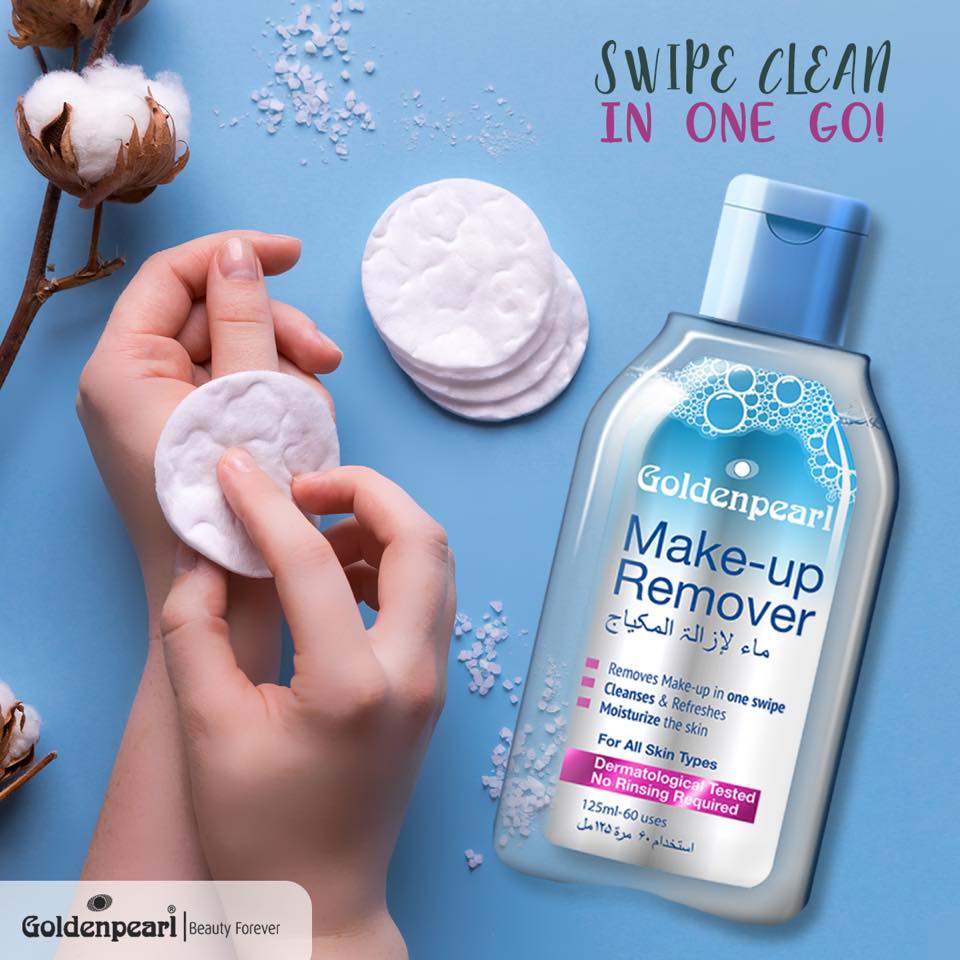 SWIPE CLEAN
IN ONE GO!
Goldenpearl
Make-up
Remover
ماء لإزالة المكياج
Removes Make-up in one swipe
Cleanses & Refreshes
Moisturize the skin
For All Skin Types
Dermatological Tested
No Rinsing Required
125ml-60 uses
استخدام ٦٠ مرة ١٢٥مل
Goldenpearl® Beauty Forever